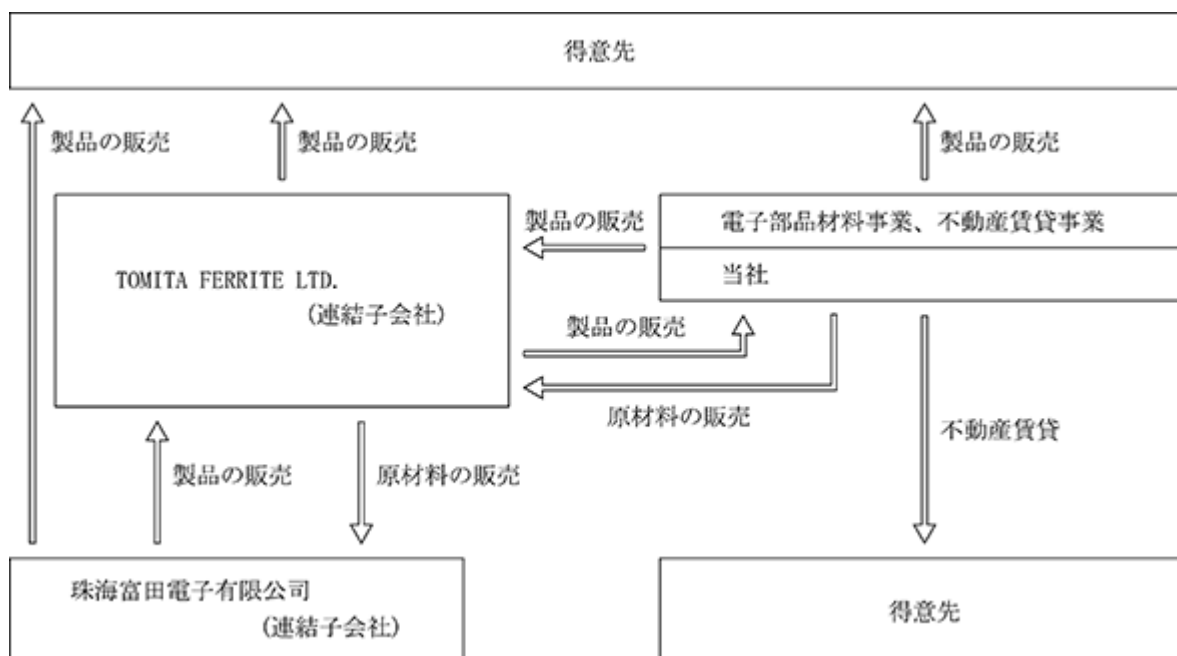 得意先
製品の販売
製品の販売
製品の販売
製品の販売
電子部品材料事業、不動産賃貸事業
当社
TOMITA FERRITE LTD.
(連結子会社)
製品の販売
原材料の販売
不動産賃貸
製品の販売
原材料の販売
珠海富田電子有限公司
(連結子会社)
得意先